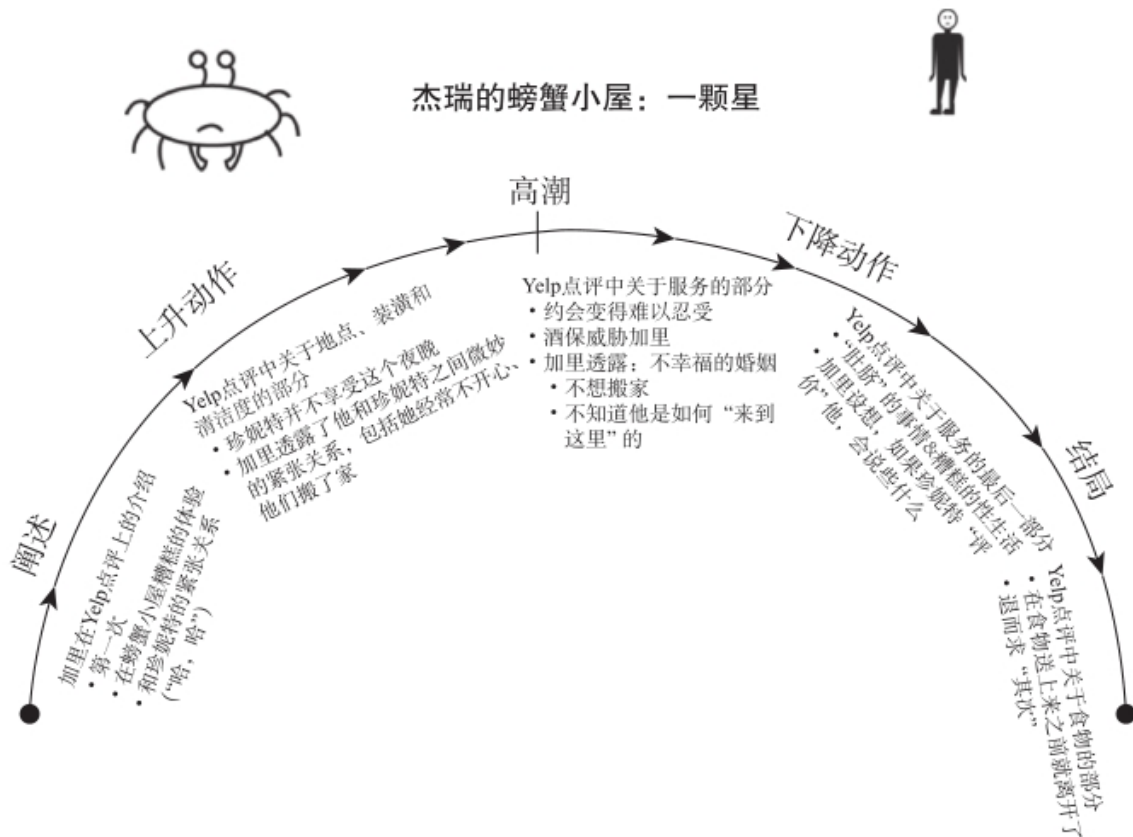 杰瑞的螃蟹小屋：一颗星
阐述
加里在Yelp点评上的介绍
• 第一次
• 在螃蟹小屋糟糕的体验
• 和珍妮特的紧张关系
（“哈，哈”）
上升动作
Yelp点评中关于地点、装潢和
清洁度的部分
• 珍妮特并不享受这个夜晚
• 加里透露了他和珍妮特之间微妙
的紧张关系，包括她经常不开心、
他们搬了家
高潮
Yelp点评中关于服务的部分
• 约会变得难以忍受
• 酒保威胁加里
• 加里透露：不幸福的婚姻
• 不想搬家
• 不知道他是如何“来到
这里”的
下降动作
Yelp点评中关于服务的最后一部分
• “肚脐”的事情&糟糕的性生活
• 加里设想，如果珍妮特“评
价”他，会说些什么
结局
Yelp点评中关于食物的部分
• 在食物送上来之前就离开了
• 退而求“其次”